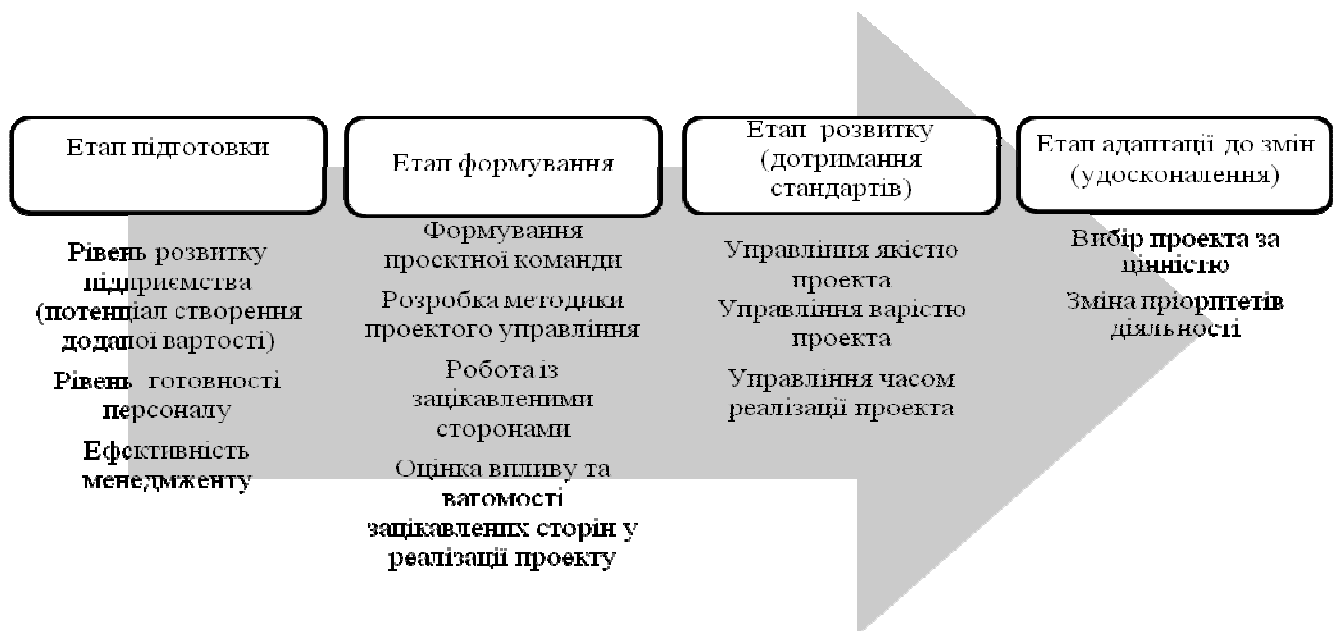 Етап підготовки
Рівень розвитку
підприємства
(потенціал створення
доданої вартості)
Рівень готовності
персоналу
Ефективність
менеджменту
Етап формування
Формування
проєктної команди
Розробка методики
проектого управління
Робота із
зацікавленими
сторонами
Оцінка впливу та
вагомості
зацікавлених сторін у
реалізації проекту
Етап розвитку
(дотримання
стандартів)
Управління якістю
проекта
Управління варістю
проекта
Управління часом
реалізації проекта
Етап адаптації до змін
(удосконалення)
Вибір проекта за
цінністю
Зміна пріоритетів
діяльності